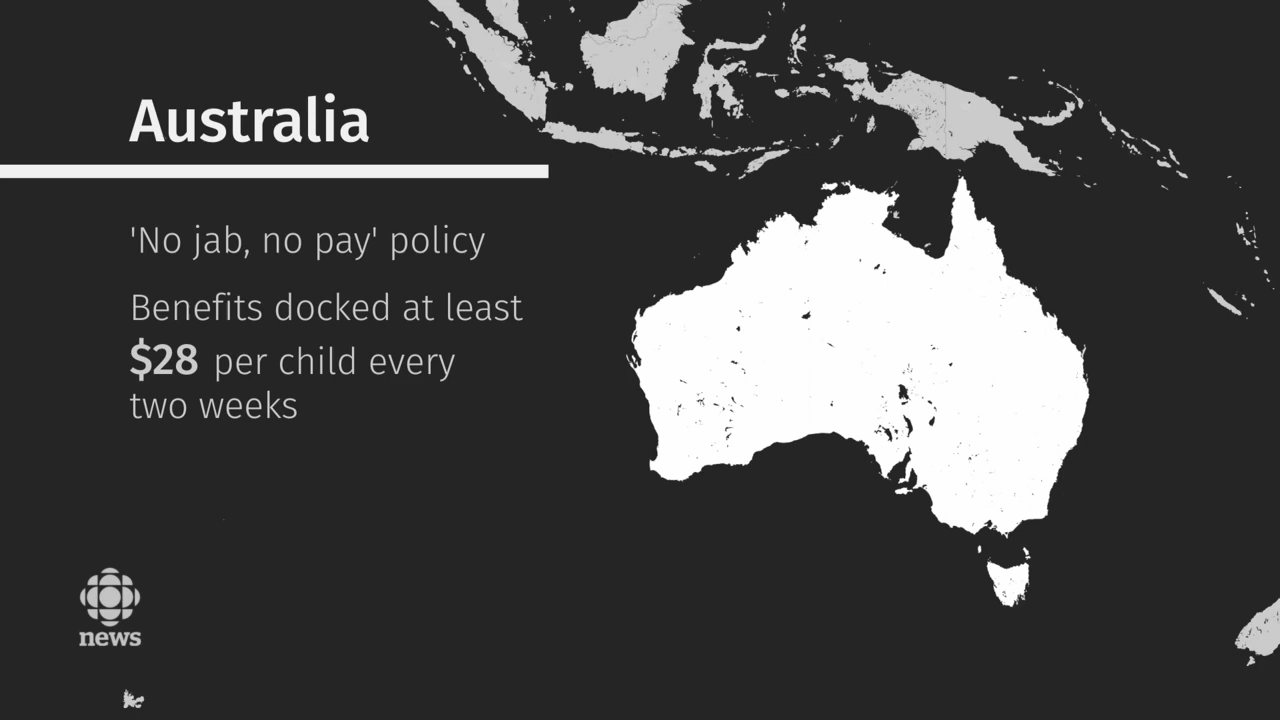 Australia
'No jab, no pay' policy
Benefits docked at least
$28 per child every
two weeks
news